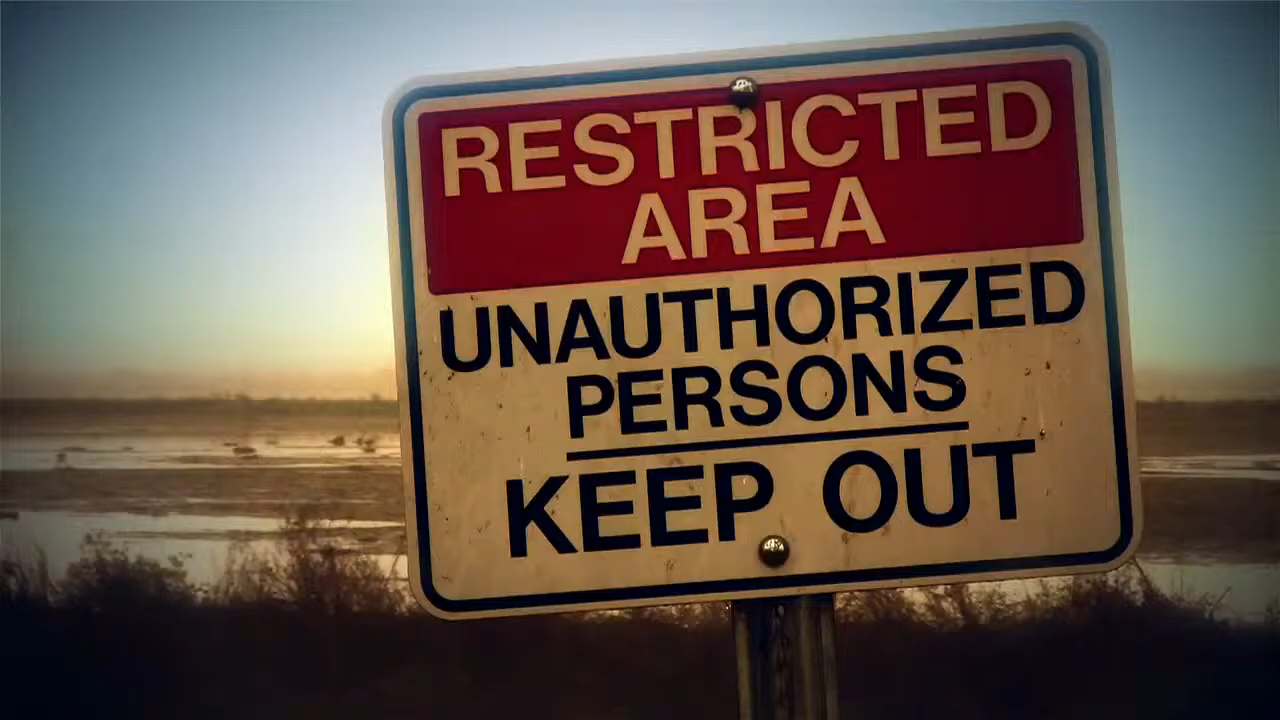 RESTRICTED
AREA
UNAUTHORIZED
PERSONS
KEEP OUT